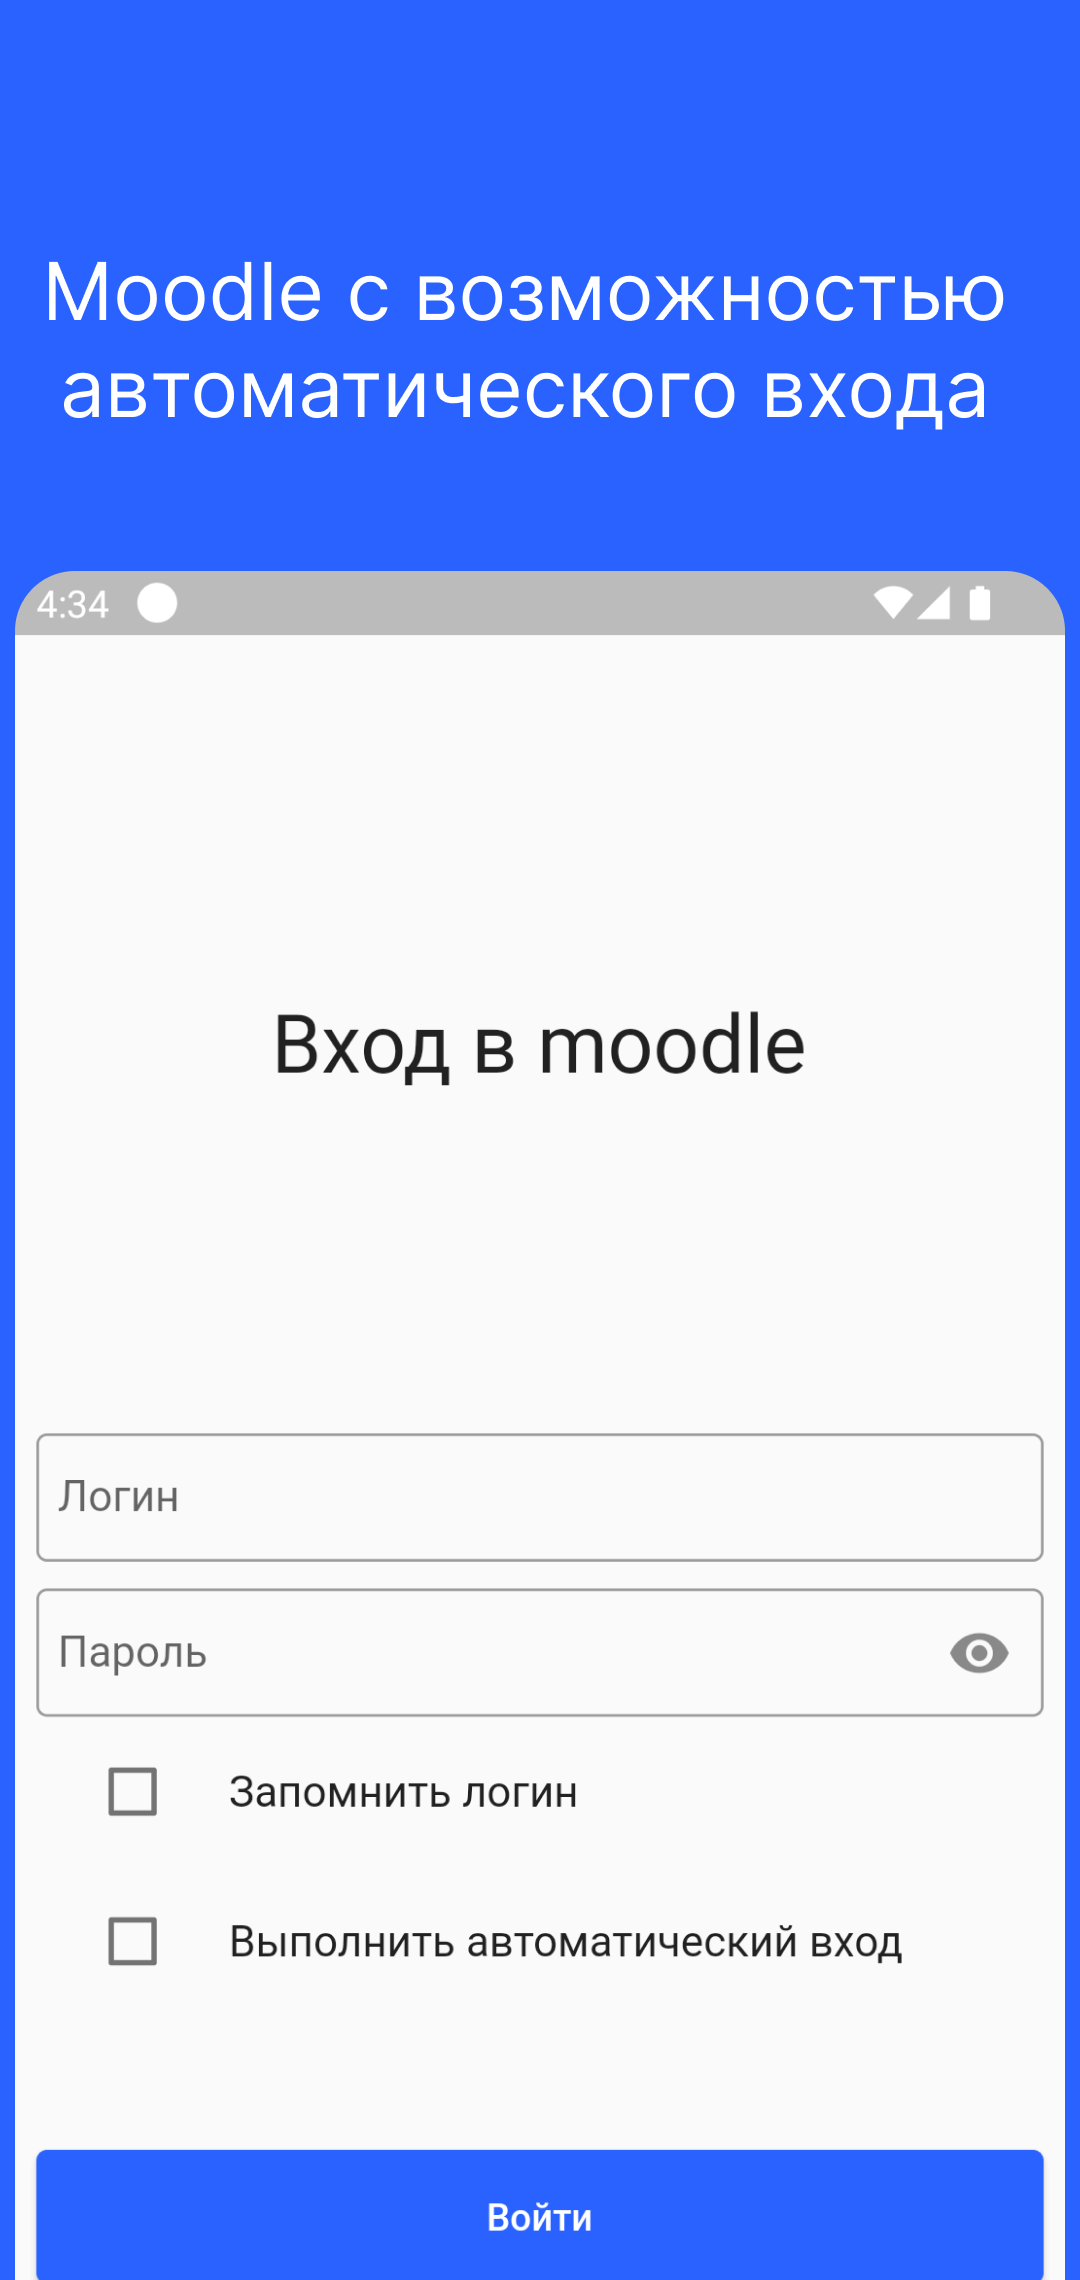 Moodle с возможностью
автоматического входа
4:34
Вход в moodle
Логин
Пароль
Запомнить логин
Выполнить автоматический вход
Войти